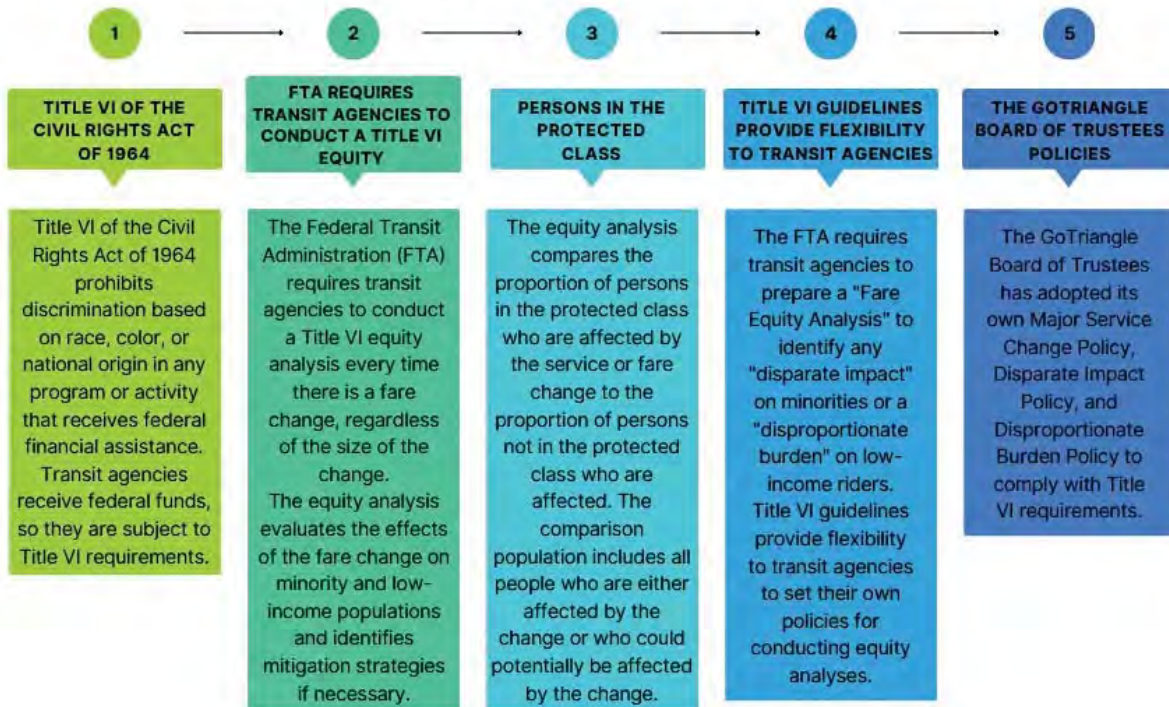 1
2
3
4
5
TITLE VI OF THE
CIVIL RIGHTS ACT
OF 1964
FTA REQUIRES
TRANSIT AGENCIES TO
CONDUCT A TITLE VI
EQUITY
PERSONS IN THE
PROTECTED
CLASS
TITLE VI GUIDELINES
PROVIDE FLEXIBILITY
TO TRANSIT AGENCIES
THE GOTRIANGLE
BOARD OF TRUSTEES
POLICIES
Title VI of the Civil
Rights Act of 1964
prohibits
discrimination based
on race, color, or
national origin in any
program or activity
that receives federal
financial assistance.
Transit agencies
receive federal funds,
so they are subject to
Title VI requirements.
The Federal Transit
Administration (FTA)
requires transit
agencies to conduct
a Title VI equity
analysis every time
there is a fare
change, regardless
of the size of the
change.
The equity analysis
evaluates the effects
of the fare change on
minority and low-
income populations
and identifies
mitigation strategies
if necessary.
The equity analysis
compares the
proportion of persons
in the protected class
who are affected by
the service or fare
change to the
proportion of persons
not in the protected
class who are
affected. The
comparison
population includes all
people who are either
affected by the
change or who could
potentially be affected
by the change.
The FTA requires
transit agencies to
prepare a "Fare
Equity Analysis" to
identify any
"disparate impact"
on minorities or a
"disproportionate
burden" on low-
income riders.
Title VI guidelines
provide flexibility
to transit agencies
to set their own
policies for
conducting equity
analyses.
The GoTriangle
Board of Trustees
has adopted its
own Major Service
Change Policy,
Disparate Impact
Policy, and
Disproportionate
Burden Policy to
comply with Title
VI requirements.